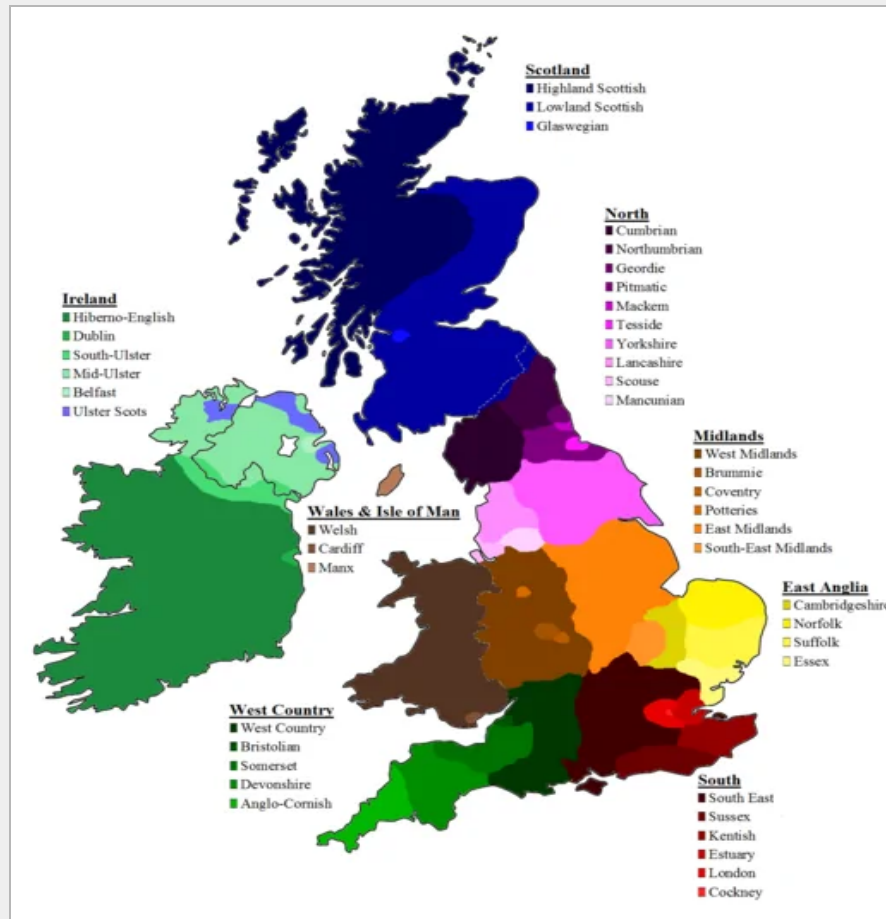 Scotland
Highland Scottish
Lowland Scottish
Glaswegian
North
Cumbrian
Northumbrian
Geordie
Pitmatic
Mackem
Tesside
Yorkshire
Lancashire
Scouse
Mancunian
Ireland
Hiberno-English
Dublin
South-Ulster
Mid-Ulster
Belfast
Ulster Scots
Midlands
West Midlands
Brummie
Coventry
Potteries
East Midlands
South-East Midlands
Wales & Isle of Man
Welsh
Cardiff
Manx
East Anglia
Cambridgeshire
Norfolk
Suffolk
Essex
West Country
West Country
Bristolian
Somerset
Devonshire
Anglo-Cornish
South
South East
Sussex
Kentish
Estuary
London
Cockney